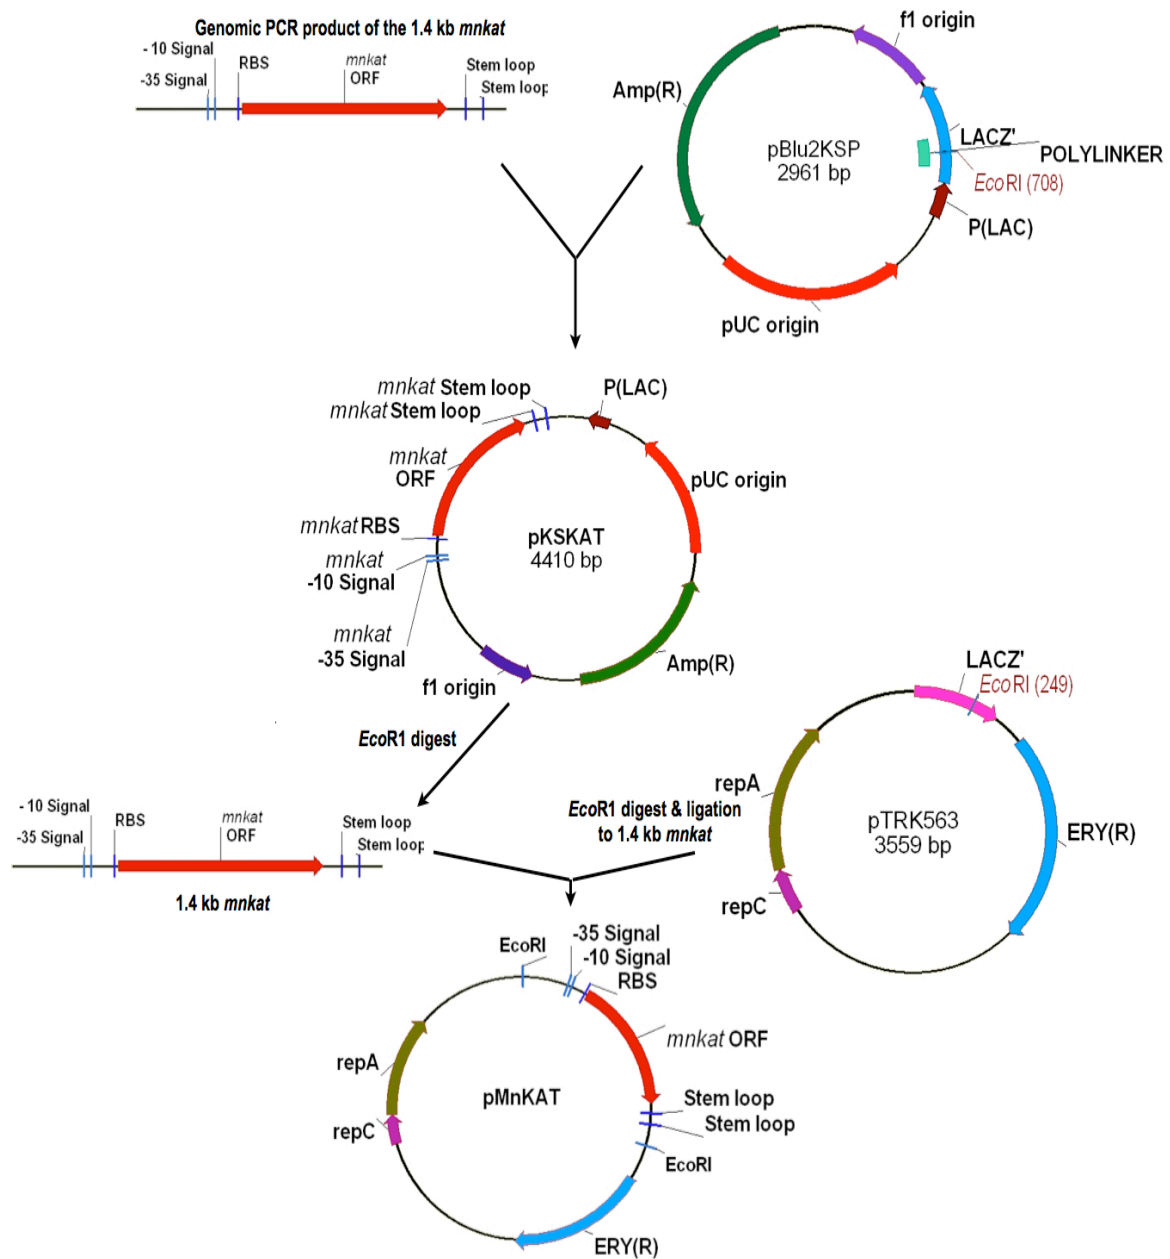 Genomic PCR product of the 1.4 kb mnkat
- 10 Signal
-35 Signal
RBS
mnkat
ORF
Stem loop
Stem loop
f1 origin
Amp(R)
LACZ'
POLYLINKER
pBlu2KSP
2961 bp
EcoRI (708)
P(LAC)
pUC origin
mnkat Stem loop
mnkat Stem loop
P(LAC)
mnkat
ORF
pUC origin
mnkat RBS
mnkat
-10 Signal
pKSKAT
4410 bp
mnkat
-35 Signal
Amp(R)
f1 origin
LACZ'
EcoRI (249)
EcoR1 digest
repA
pTRK563
3559 bp
ERY(R)
repC
- 10 Signal
-35 Signal
RBS
mnkat
ORF
Stem loop
Stem loop
1.4 kb mnkat
EcoR1 digest & ligation
to 1.4 kb mnkat
EcoRI
-35 Signal
-10 Signal
RBS
mnkat ORF
repA
pMnKAT
Stem loop
Stem loop
repC
EcoRI
ERY(R)